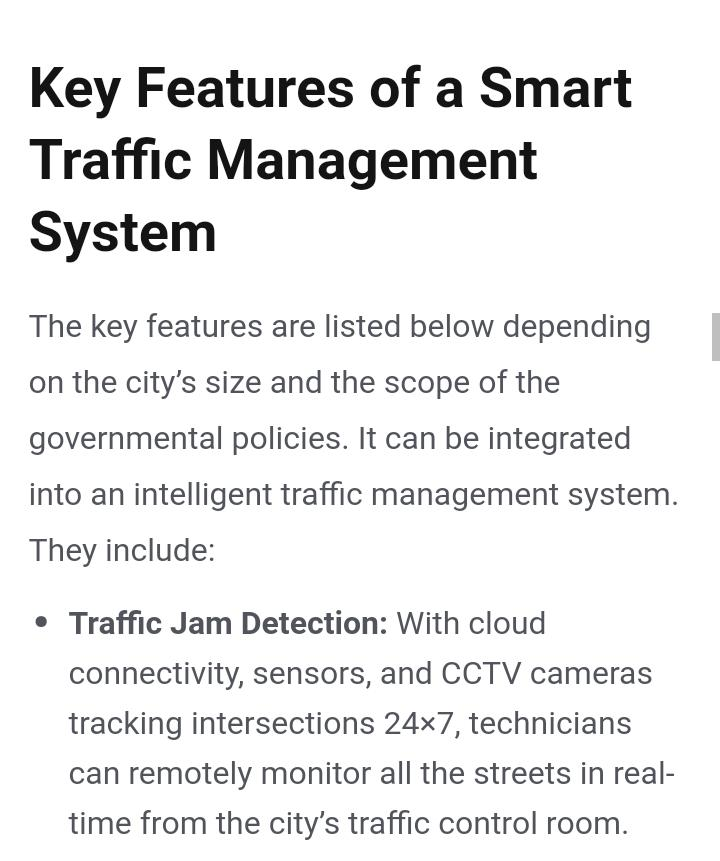 Key Features of a Smart
Traffic Management
System
The key features are listed below depending
on the city’s size and the scope of the
governmental policies. It can be integrated
into an intelligent traffic management system.
They include:
• Traffic Jam Detection: With cloud
connectivity, sensors, and CCTV cameras
tracking intersections 24×7, technicians
can remotely monitor all the streets in real-
time from the city’s traffic control room.